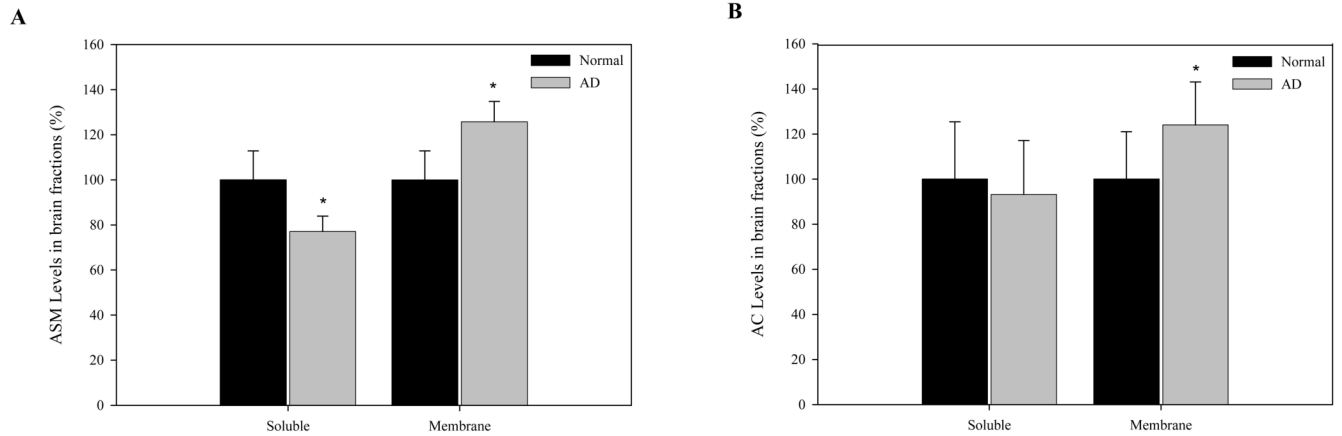 A
ASM Levels in brain fractions (%)
160
140
120
100
80
60
40
20
0
Normal
AD
*
*
Soluble
Membrane
B
AC Levels in brain fractions (%)
160
140
120
100
80
60
40
20
0
Normal
AD
*
Soluble
Membrane